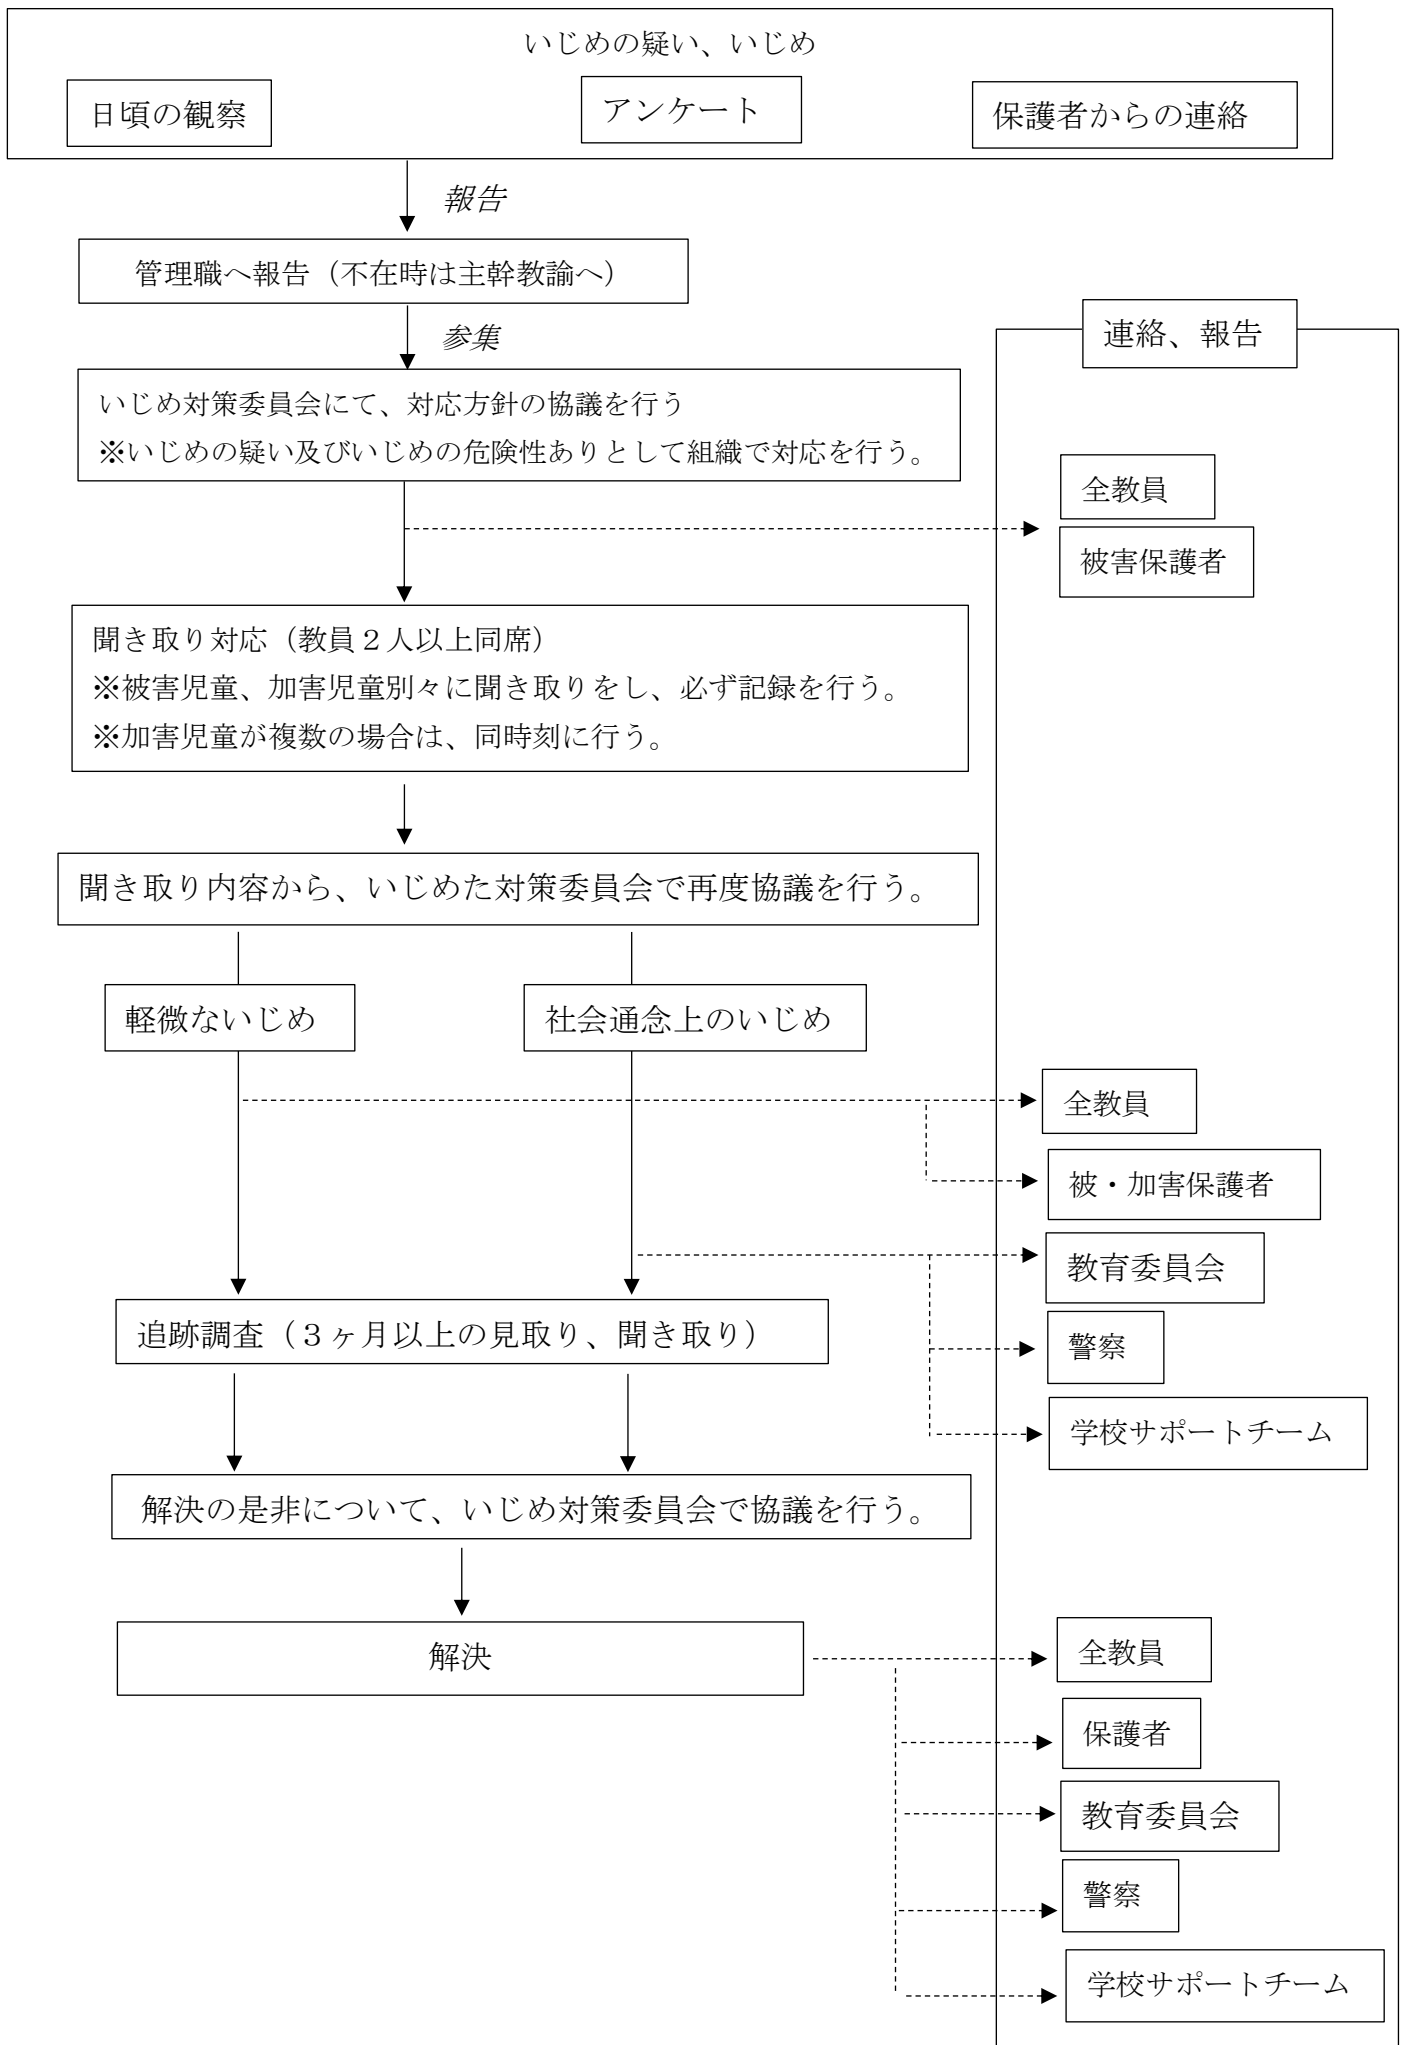 いじめの疑い、いじめ
日頃の観察
アンケート
保護者からの連絡
報告
管理職へ報告（不在時は主幹教諭へ）
参集
連絡、報告
いじめ対策委員会にて、対応方針の協議を行う
※いじめの疑い及びいじめの危険性ありとして組織で対応を行う。
全教員
被害保護者
聞き取り対応（教員２人以上同席）
※被害児童、加害児童別々に聞き取りをし、必ず記録を行う。
※加害児童が複数の場合は、同時刻に行う。
聞き取り内容から、いじめた対策委員会で再度協議を行う。
軽微ないじめ
社会通念上のいじめ
全教員
被・加害保護者
教育委員会
追跡調査（３ヶ月以上の見取り、聞き取り）
警察
学校サポートチーム
解決の是非について、いじめ対策委員会で協議を行う。
解決
全教員
保護者
教育委員会
警察
学校サポートチーム